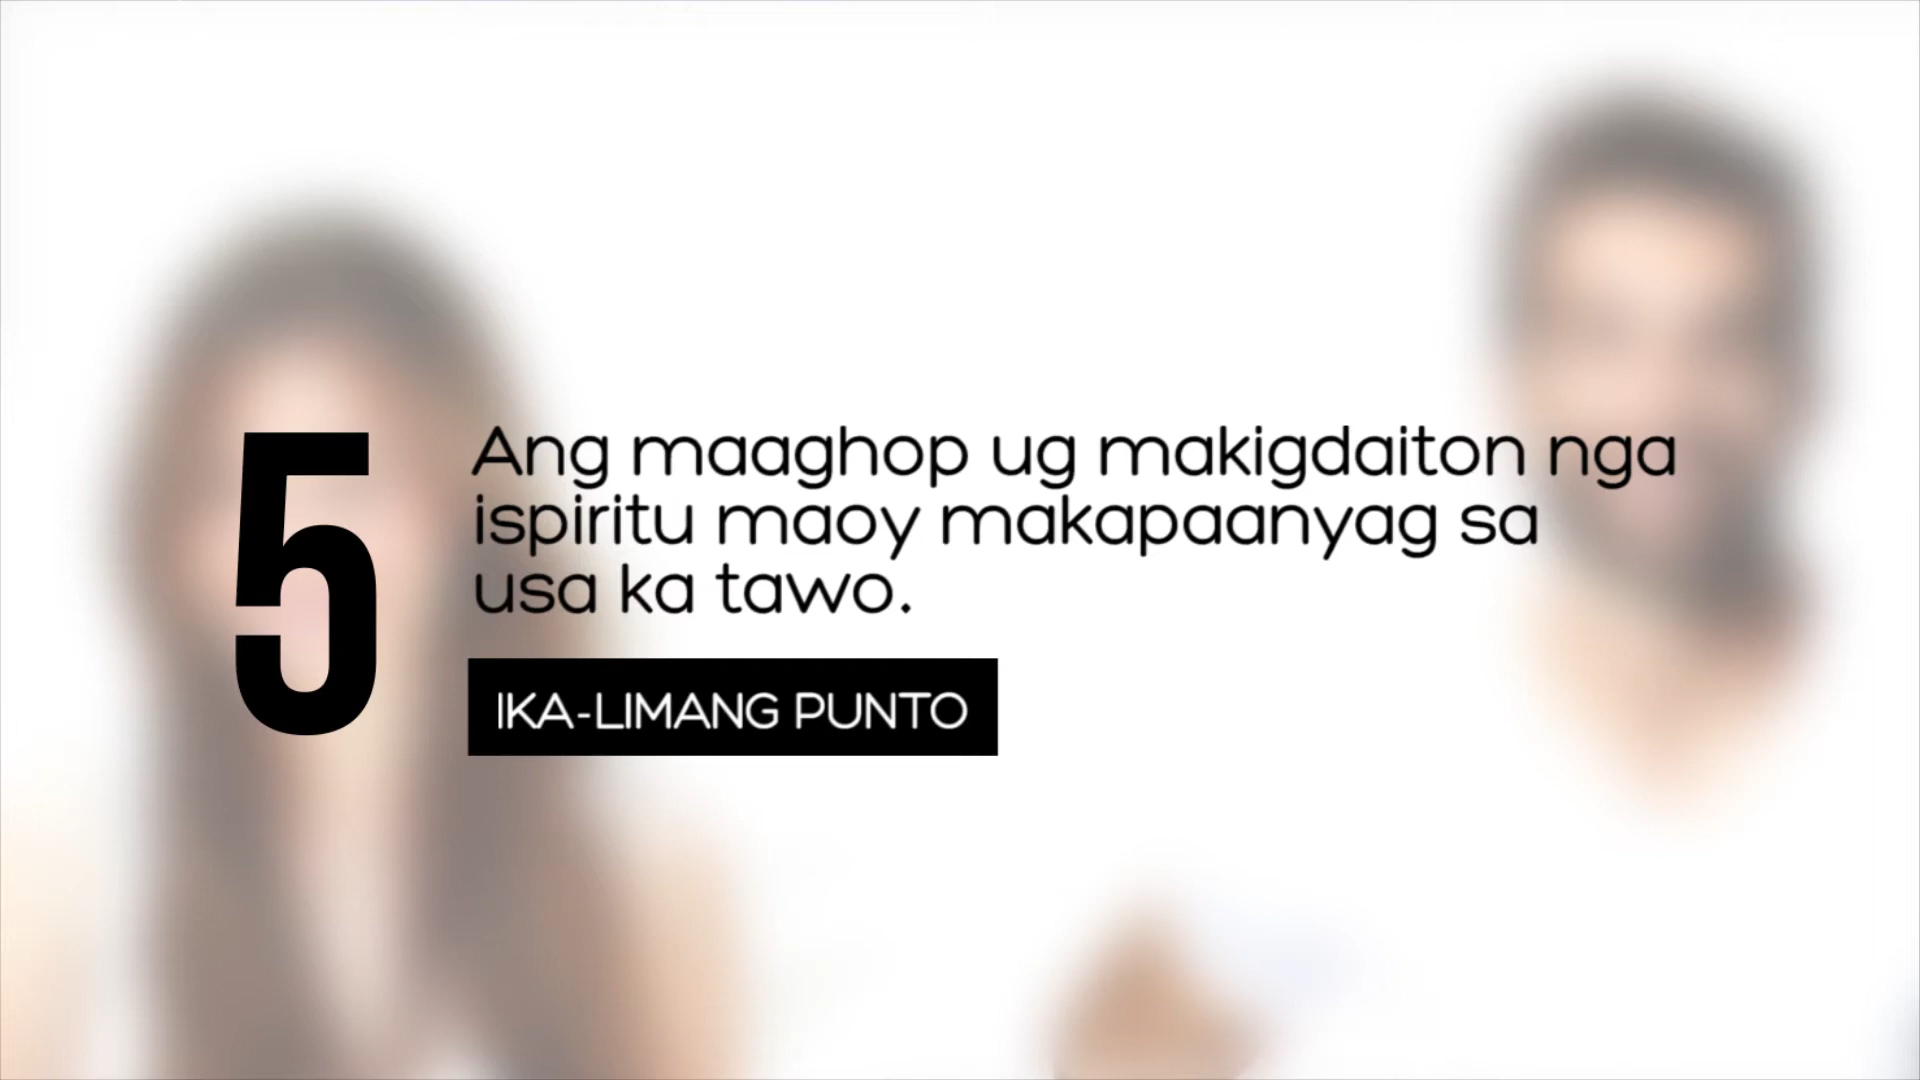 5
Ang maaghop ug makigdaiton nga
ispiritu maoy makapaanyag sa
usa ka tawo.
IKA-LIMANG PUNTO